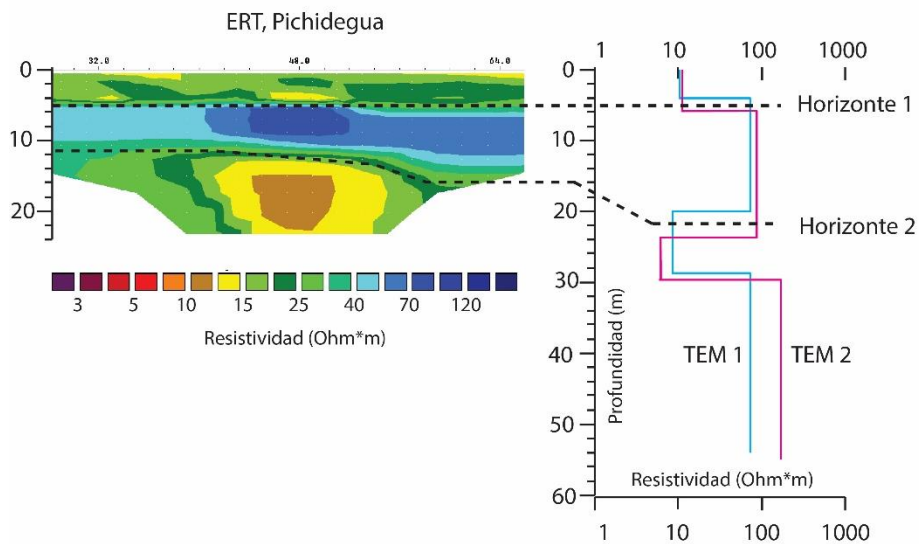 ERT, Pichidegua
32.0 48.0 64.0
0
10
20
3 5 10 15 25 40 70 120
Resistividad (Ohm*m)
1 10 100 1000
0
10
20
30
40
50
60
Profundidad (m)
Horizonte 1
Horizonte 2
TEM 1 TEM 2
Resistividad (Ohm*m)
1 10 100 1000